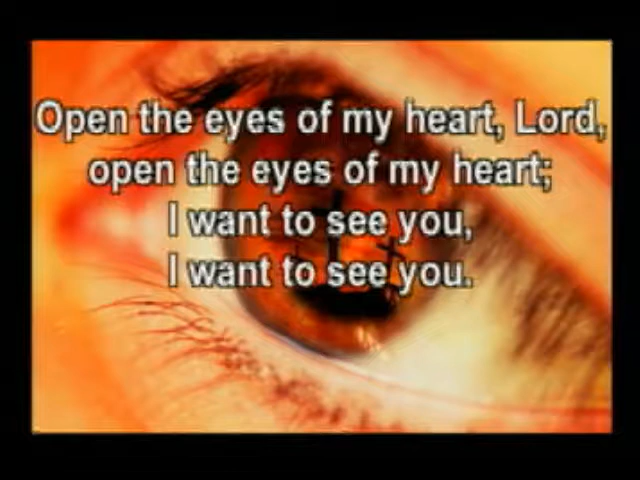 Open the eyes of my heart, Lord,
open the eyes of my heart;
I want to see you,
I want to see you.